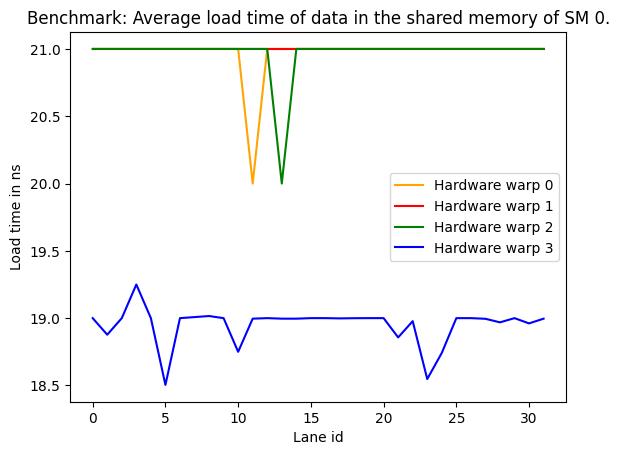 Benchmark: Average load time of data in the shared memory of SM 0.
21.0
20.5
20.0
19.5
19.0
18.5
Load time in ns
Hardware warp 0
Hardware warp 1
Hardware warp 2
Hardware warp 3
0 5 10 15 20 25 30
Lane id